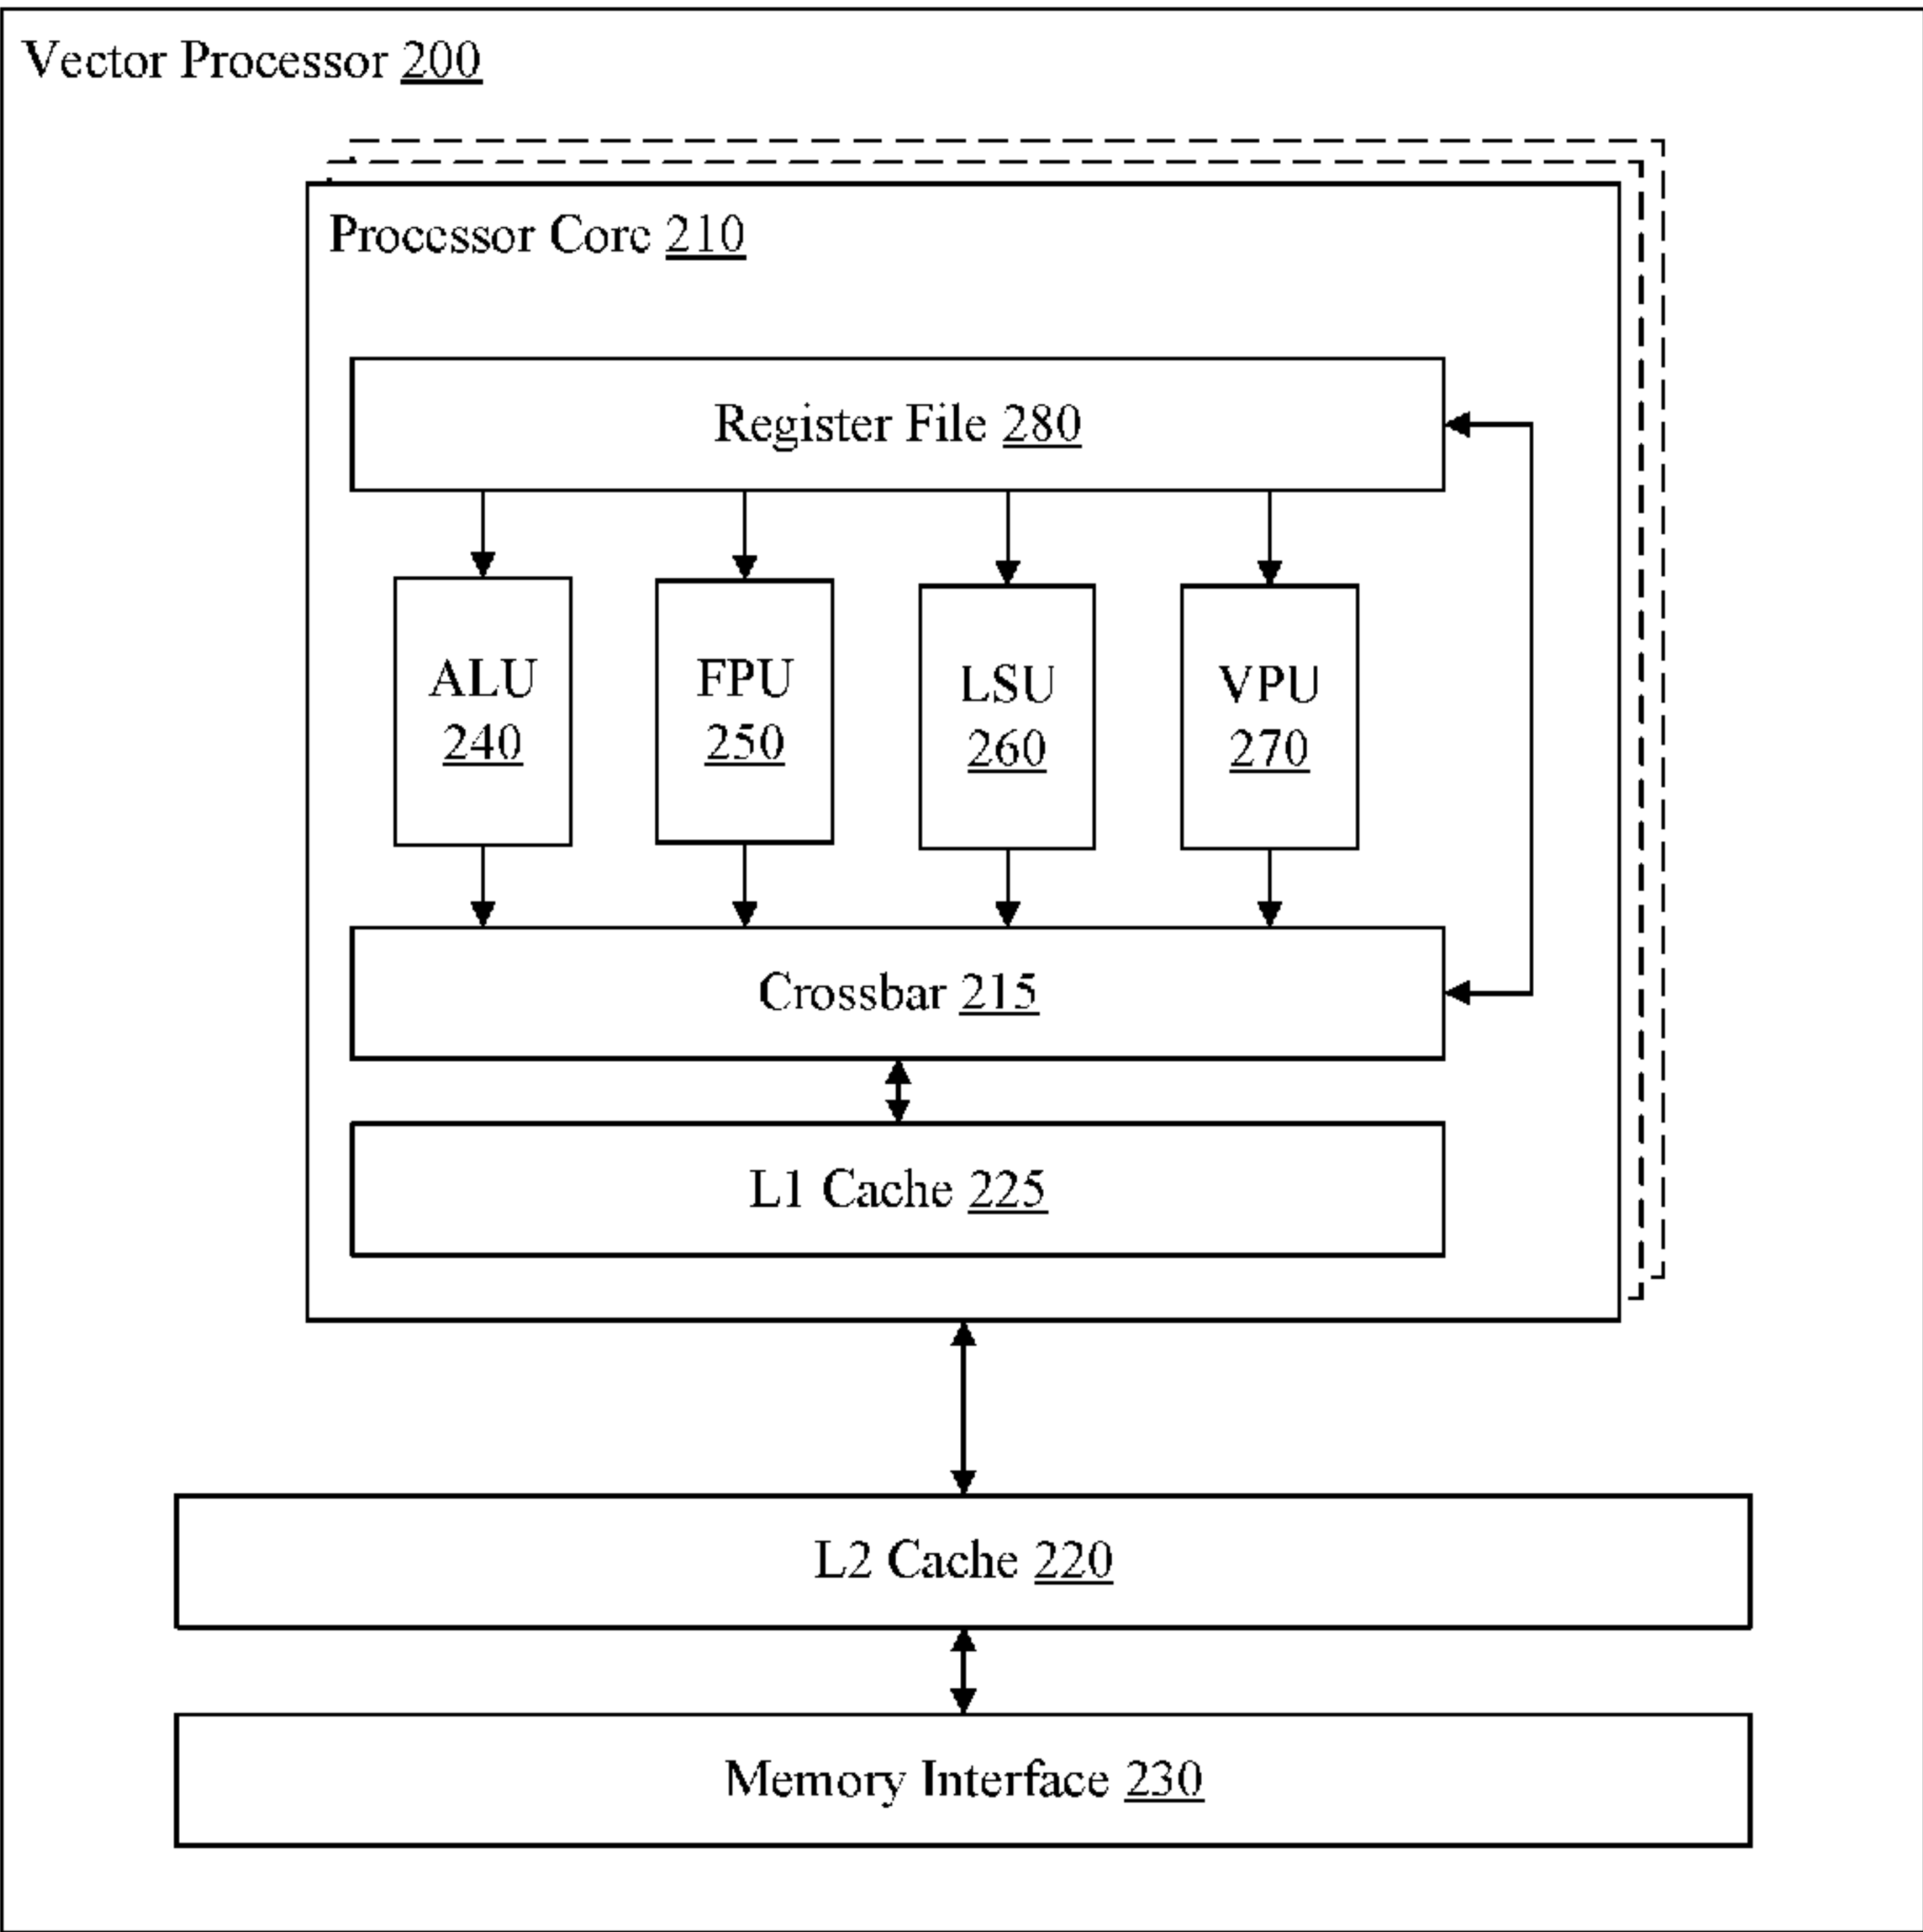 Vector Processor 200
Processor Core 210
Register File 280
ALU
240
FPU
250
LSU
260
VPU
270
Crossbar 215
L1 Cache 225
L2 Cache 220
Memory Interface 230